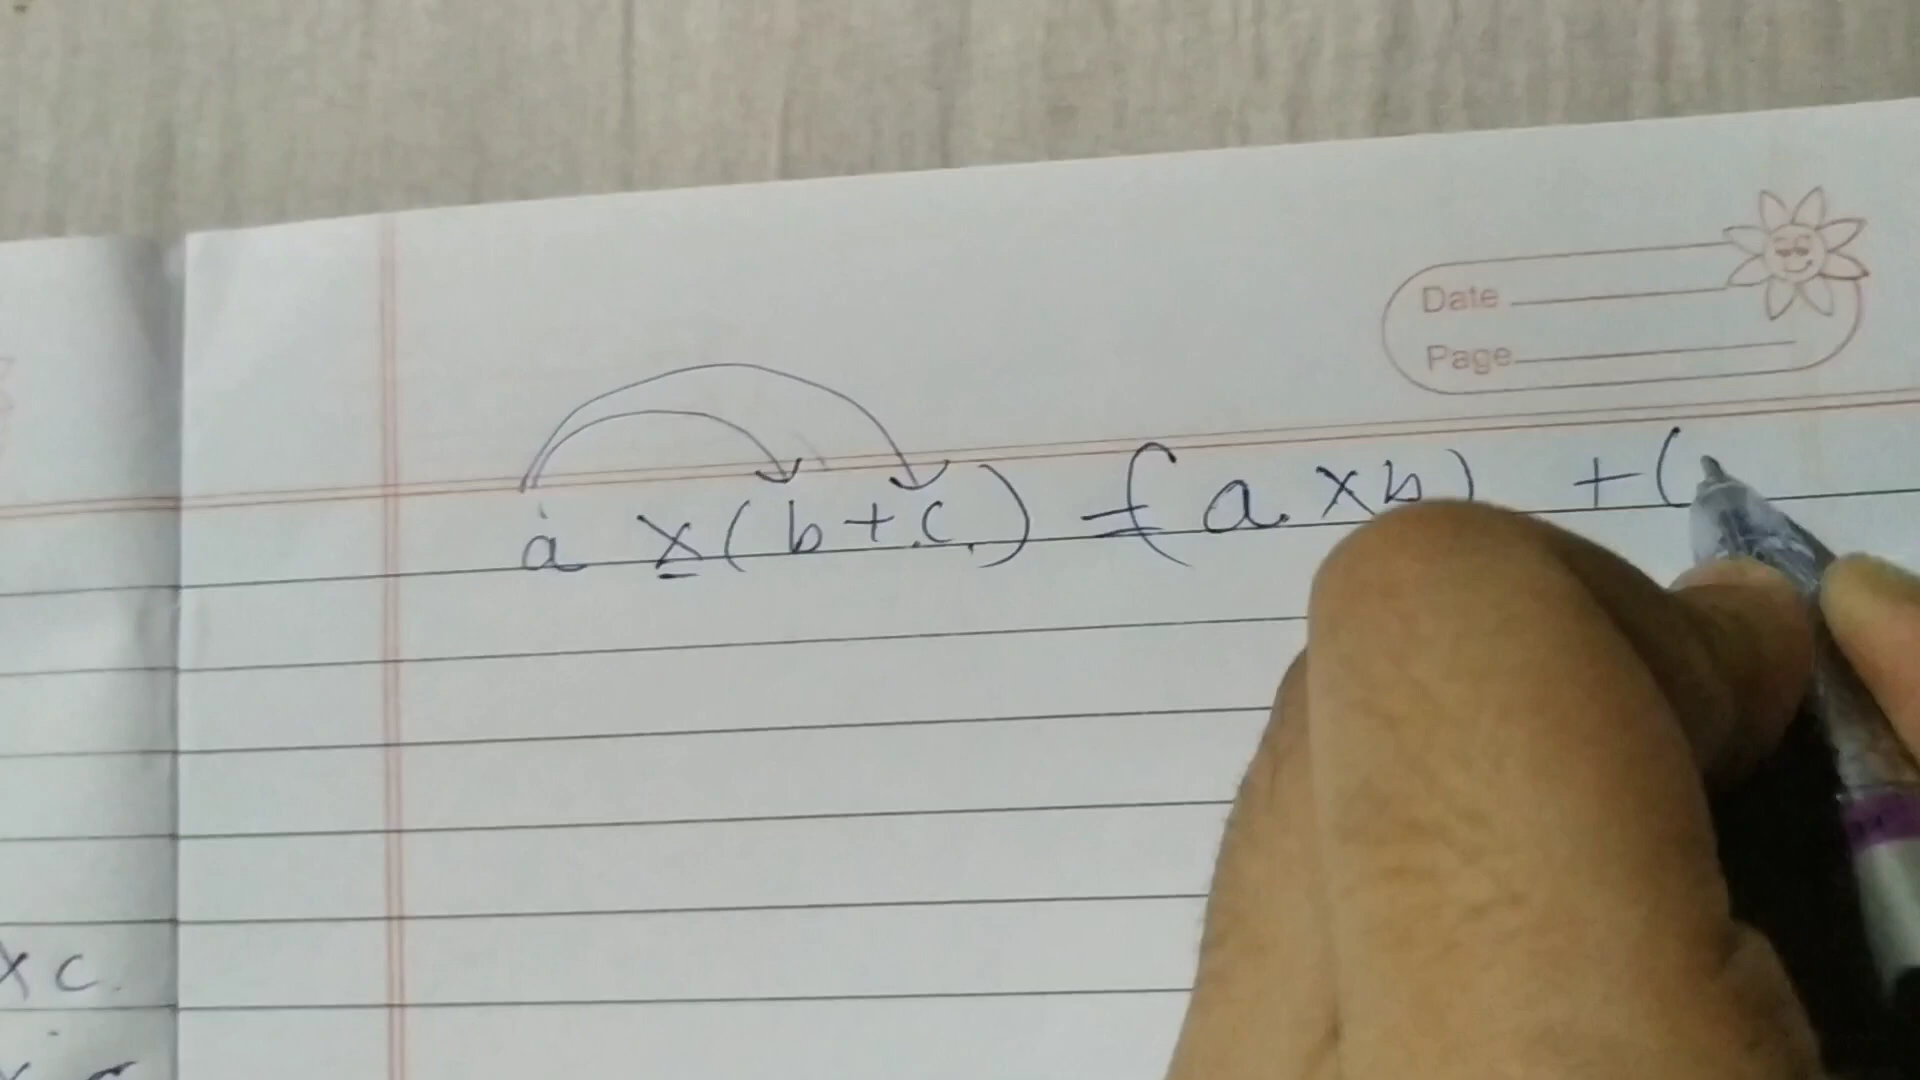 Date
Page
a x (b + c) = (a x b) + (
x c.